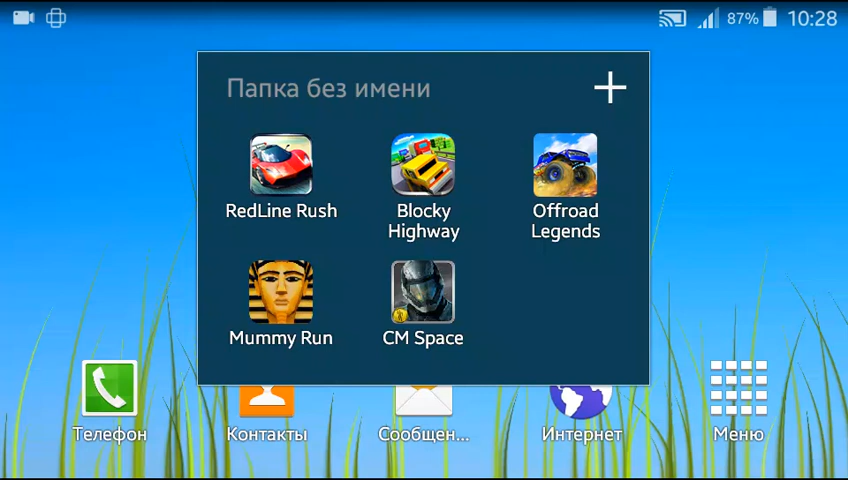 87% 10:28
Папка без имени
RedLine Rush
Blocky
Highway
Offroad
Legends
Mummy Run
CM Space
Телефон
Контакты
Сообщен...
Интернет
Меню